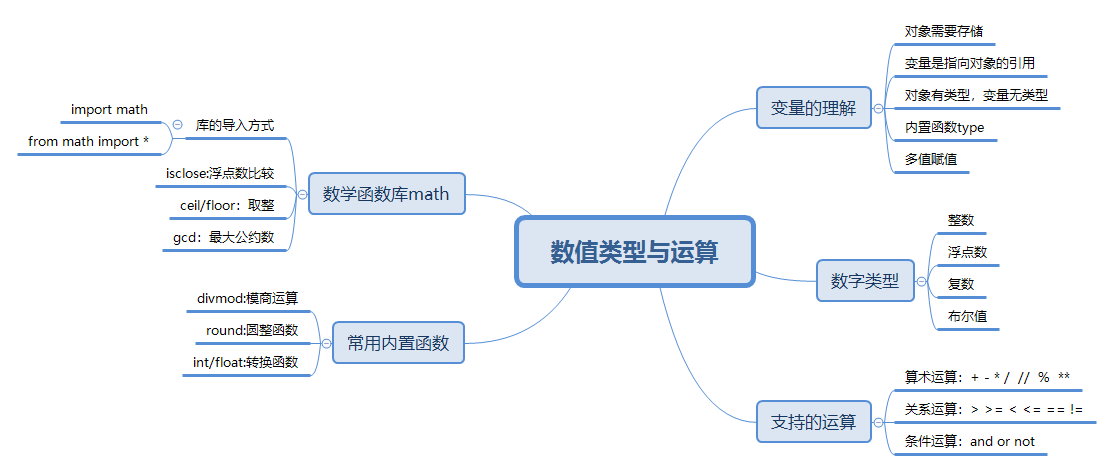 数值类型与运算
变量的理解
对象需要存储
变量是指向对象的引用
对象有类型，变量无类型
内置函数type
多值赋值
数字类型
整数
浮点数
复数
布尔值
支持的运算
算术运算：+ - * / // % **
关系运算：> >= < <= == !=
条件运算：and or not
数学函数库math
库的导入方式
import math
from math import *
isclose:浮点数比较
ceil/floor：取整
gcd：最大公约数
常用内置函数
divmod:模商运算
round:圆整函数
int/float:转换函数